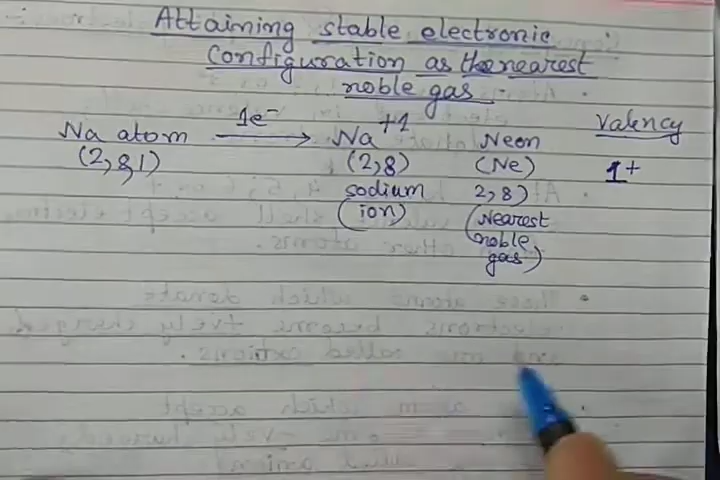 Attaining stable electronic
Configuration as the nearest
noble gas.
Na atom 1e⁻ → Na +1 Neon Valency
(2,8,1) (2,8) (Ne) 1+
sodium 2,8)
(ion) (Nearest
noble
gas)